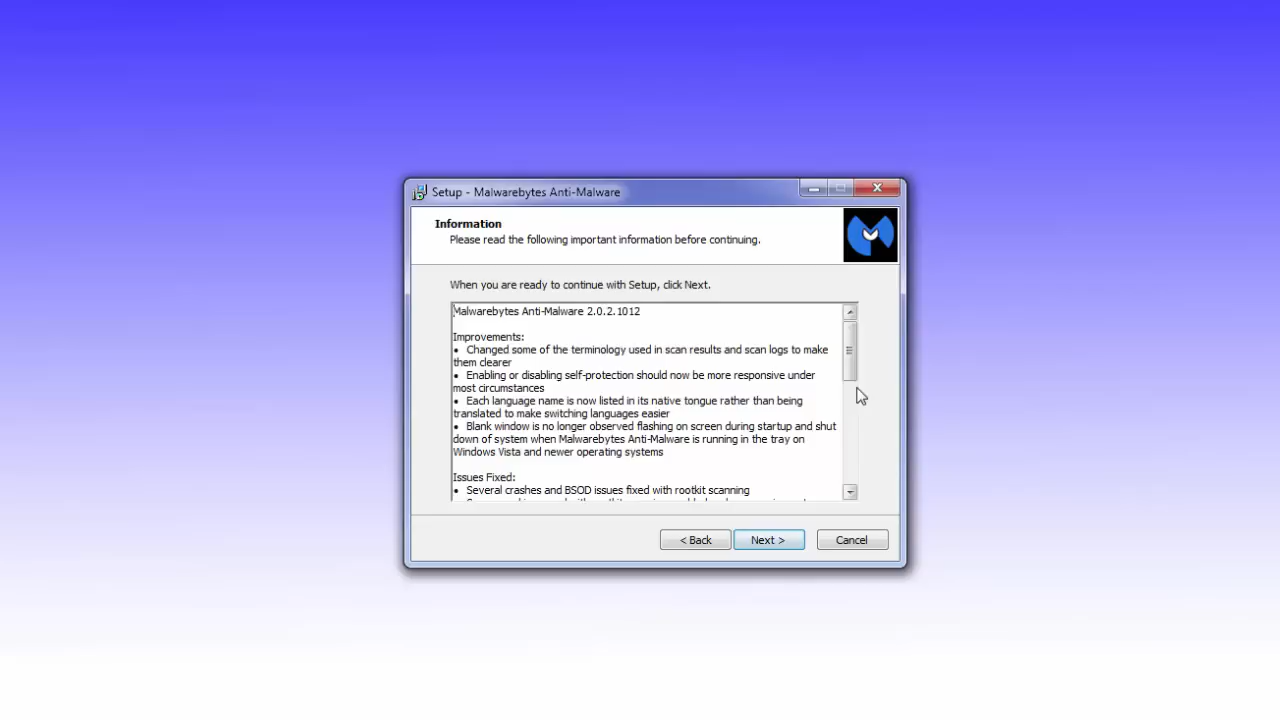 Setup - Malwarebytes Anti-Malware
Information
Please read the following important information before continuing.
When you are ready to continue with Setup, click Next.
Malwarebytes Anti-Malware 2.0.2.1012
Improvements:
• Changed some of the terminology used in scan results and scan logs to make
them clearer
• Enabling or disabling self-protection should now be more responsive under
most circumstances
• Each language name is now listed in its native tongue rather than being
translated to make switching languages easier
• Blank window is no longer observed flashing on screen during startup and shut
down of system when Malwarebytes Anti-Malware is running in the tray on
Windows Vista and newer operating systems
Issues Fixed:
• Several crashes and BSOD issues fixed with rootkit scanning
< Back
Next >
Cancel